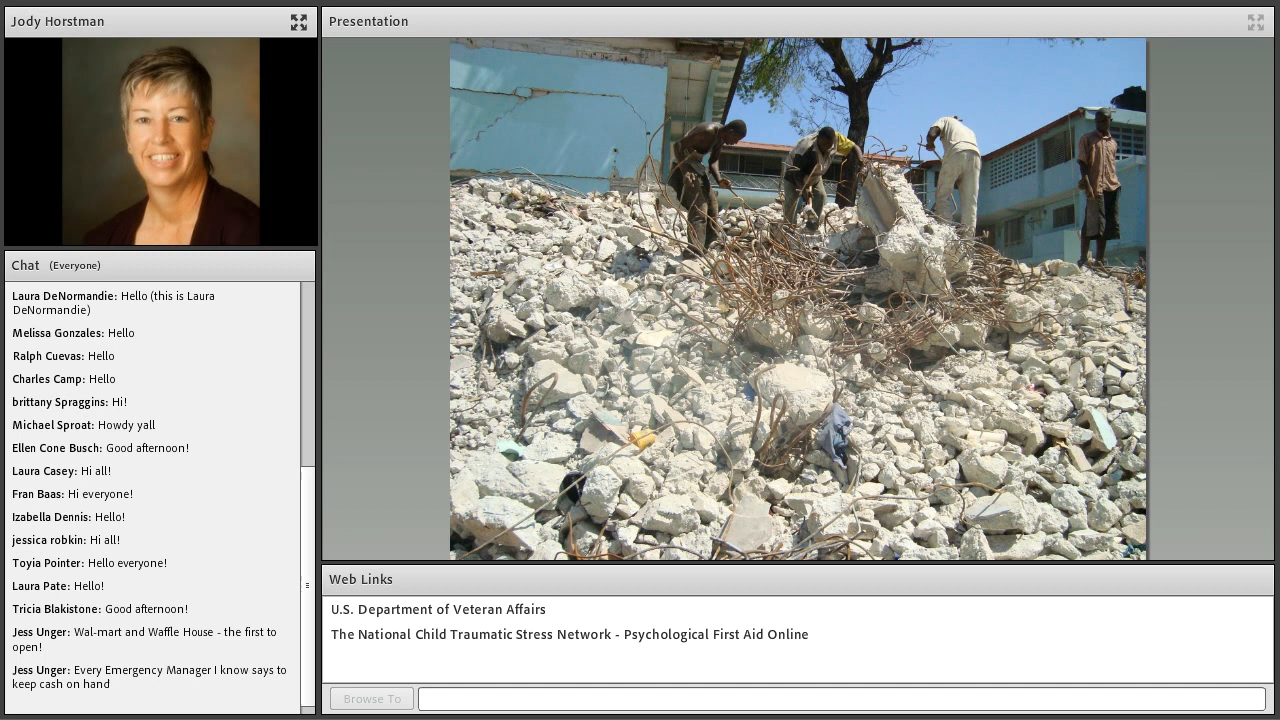 Jody Horstman
Presentation
Chat (Everyone)
Laura DeNormandie: Hello (this is Laura
DeNormandie)
Melissa Gonzales: Hello
Ralph Cuevas: Hello
Charles Camp: Hello
brittany Spraggins: Hi!
Michael Sproat: Howdy yall
Ellen Cone Busch: Good afternoon!
Laura Casey: Hi all!
Fran Baas: Hi everyone!
Izabella Dennis: Hello!
jessica robkin: Hi all!
Toyia Pointer: Hello everyone!
Laura Pate: Hello!
Tricia Blakistone: Good afternoon!
Jess Unger: Wal-mart and Waffle House - the first to
open!
Jess Unger: Every Emergency Manager I know says to
keep cash on hand
Web Links
U.S. Department of Veteran Affairs
The National Child Traumatic Stress Network - Psychological First Aid Online
Browse To